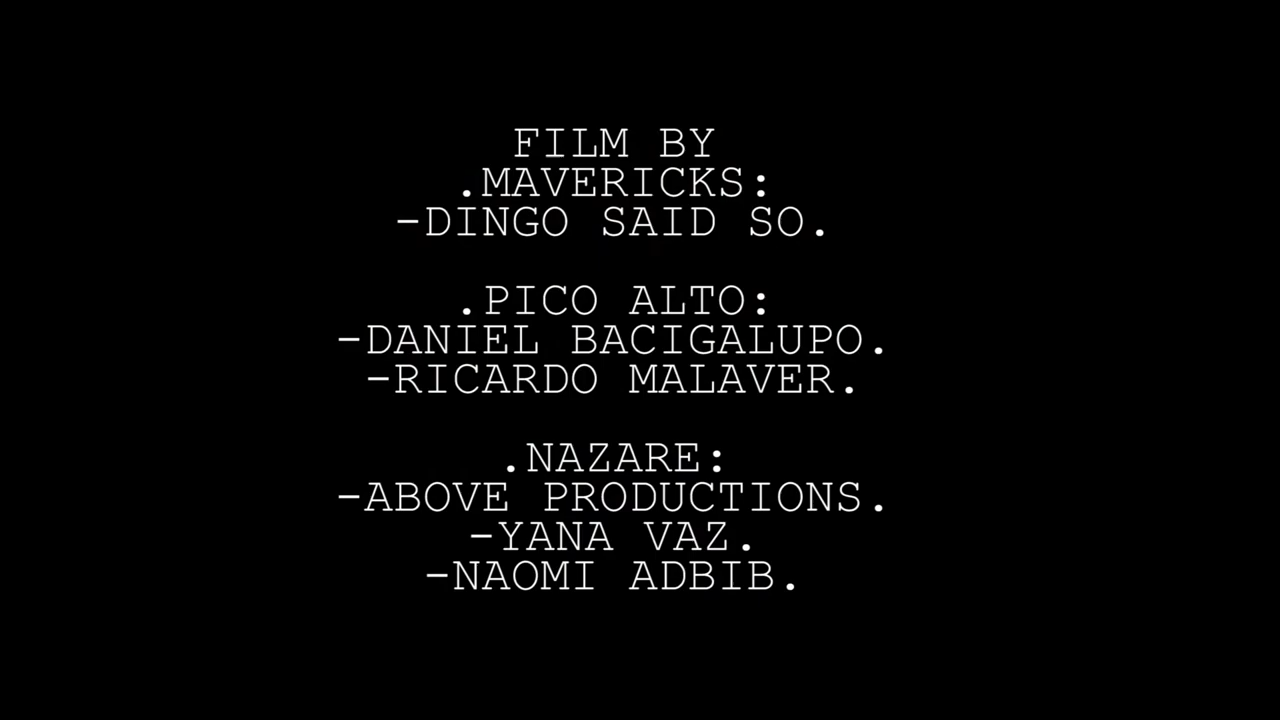 FILM BY
.MAVERICKS:
-DINGO SAID SO.
.PICO ALTO:
-DANIEL BACIGALUPO.
-RICARDO MALAVER.
.NAZARE:
-ABOVE PRODUCTIONS.
-YANA VAZ.
-NAOMI ADBIB.